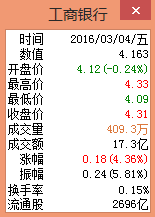 工商银行
时间 2016/03/04/五
数值 4.163
开盘价 4.12(-0.24%)
最高价 4.33
最低价 4.09
收盘价 4.31
成交量 409.3万
成交额 17.3亿
涨幅 0.18(4.36%)
振幅 0.24(5.81%)
换手率 0.15%
流通股 2696亿